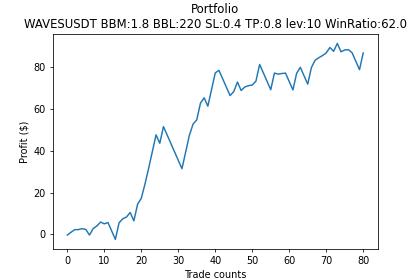 Portfolio
WAVESUSDT BBM:1.8 BBL:220 SL:0.4 TP:0.8 lev:10 WinRatio:62.0
80
60
40
20
0
Profit ($)
0 10 20 30 40 50 60 70 80
Trade counts